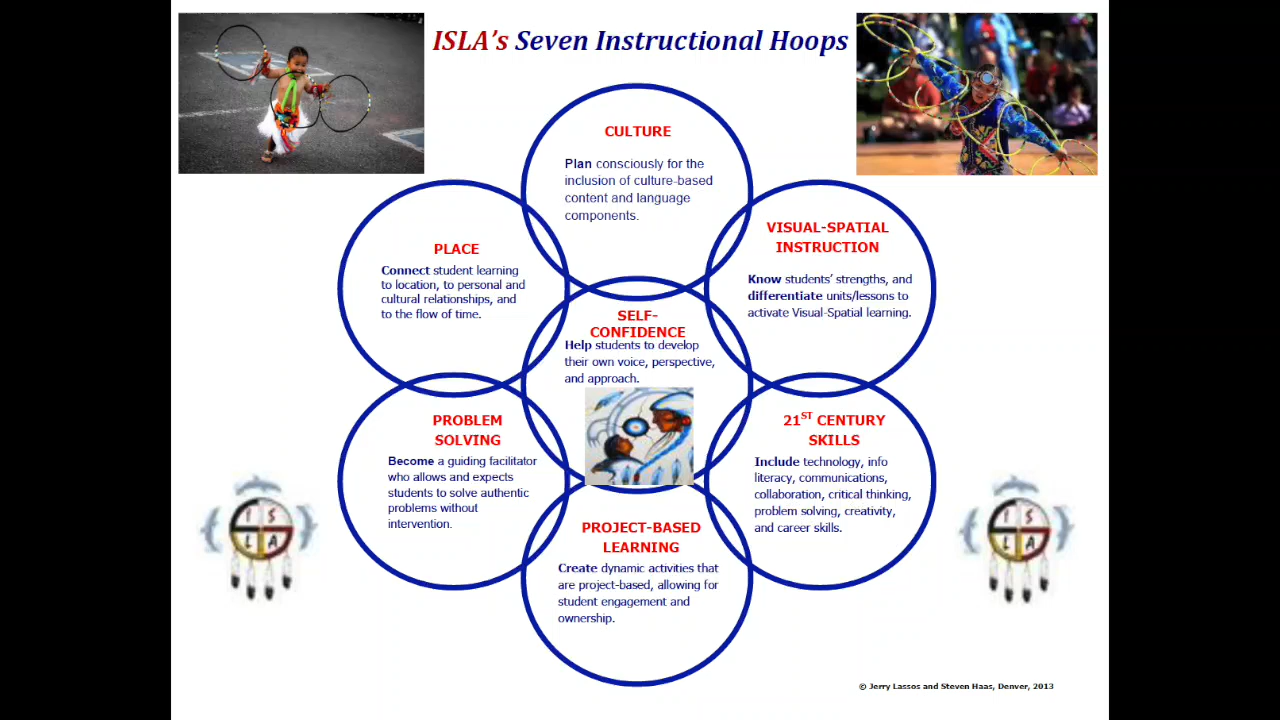 ISLA's Seven Instructional Hoops
CULTURE
Plan consciously for the
inclusion of culture-based
content and language
components.
PLACE
Connect student learning
to location, to personal and
cultural relationships, and
to the flow of time.
VISUAL-SPATIAL
INSTRUCTION
Know students' strengths, and
differentiate units/lessons to
activate Visual-Spatial learning.
SELF-
CONFIDENCE
Help students to develop
their own voice, perspective,
and approach.
PROBLEM
SOLVING
Become a guiding facilitator
who allows and expects
students to solve authentic
problems without
intervention.
21ST CENTURY
SKILLS
Include technology, info
literacy, communications,
collaboration, critical thinking,
problem solving, creativity,
and career skills.
PROJECT-BASED
LEARNING
Create dynamic activities that
are project-based, allowing for
student engagement and
ownership.
I S
L A
I S
L A
© Jerry Lassos and Steven Haas, Denver, 2013